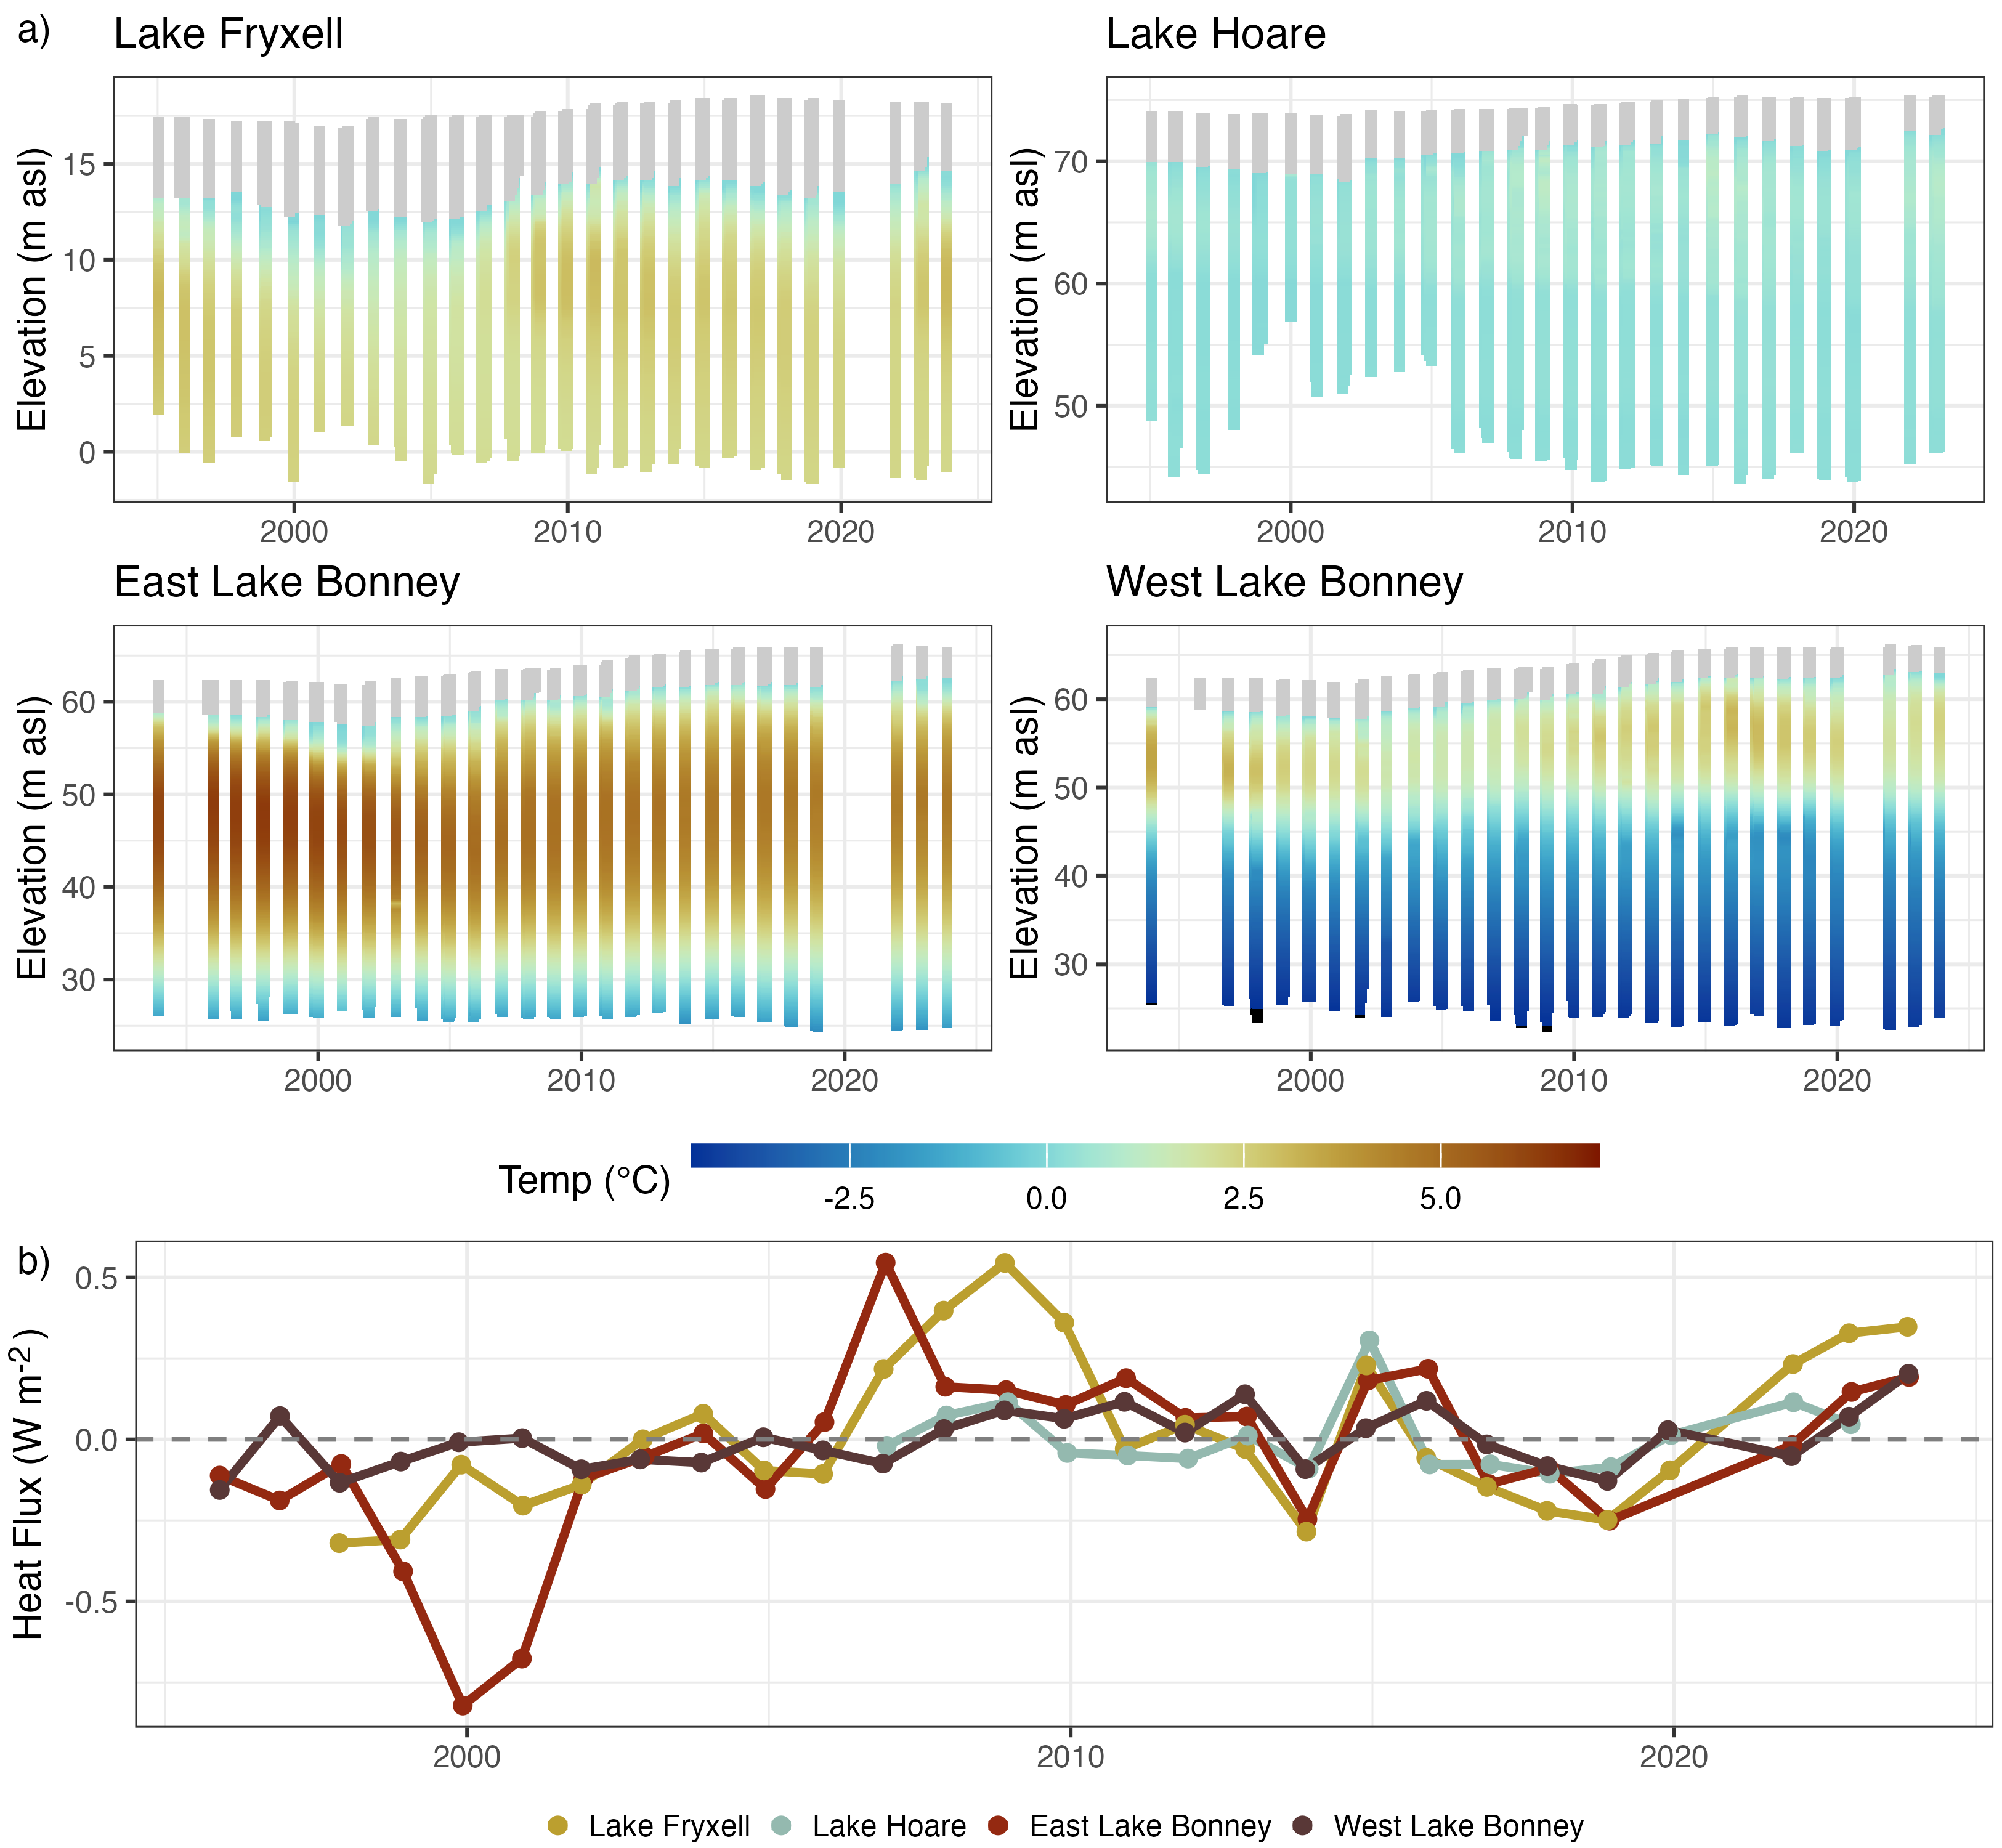 a)
Lake Fryxell
Lake Hoare
Elevation (m asl)
15
10
5
0
2000
2010
2020
Elevation (m asl)
70
60
50
2000
2010
2020
East Lake Bonney
West Lake Bonney
Elevation (m asl)
60
50
40
30
2000
2010
2020
Elevation (m asl)
60
50
40
30
2000
2010
2020
Temp (°C)
-2.5
0.0
2.5
5.0
b)
Heat Flux (W m⁻²)
0.5
0.0
-0.5
2000
2010
2020
Lake Fryxell
Lake Hoare
East Lake Bonney
West Lake Bonney